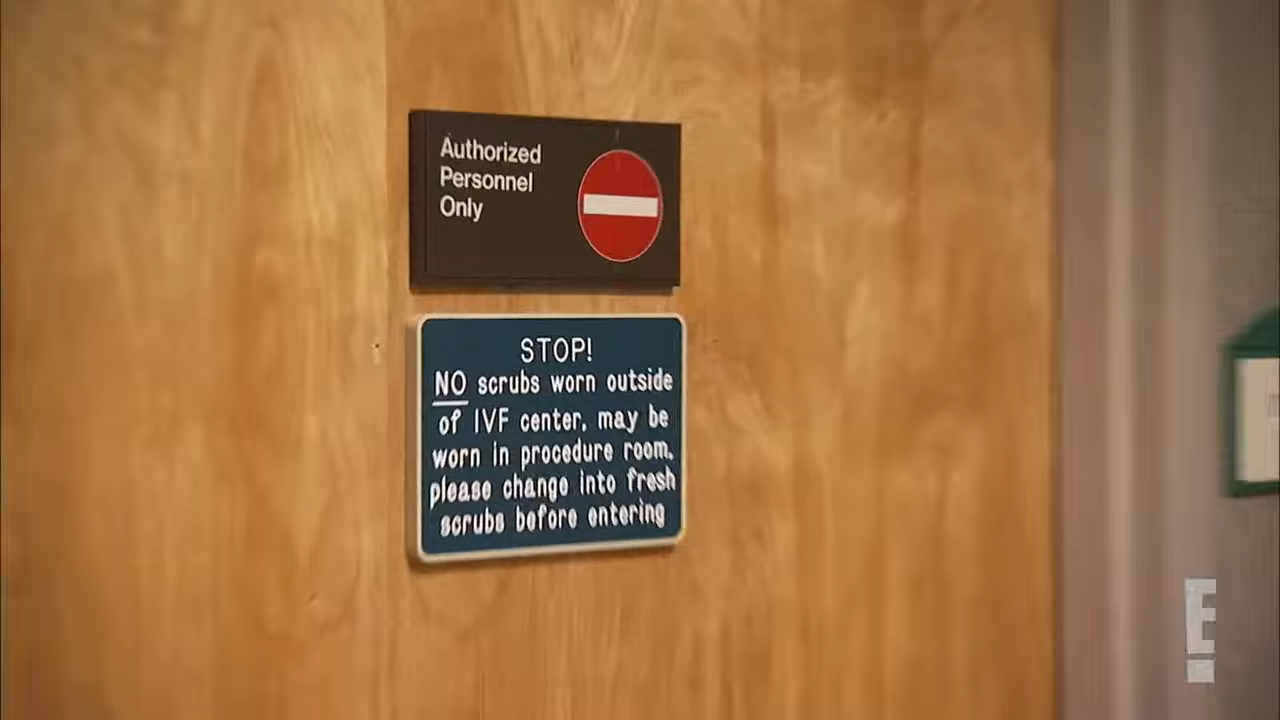 Authorized
Personnel
Only
STOP!
NO scrubs worn outside
of IVF center. may be
worn in procedure room.
please change into fresh
scrubs before entering
E!